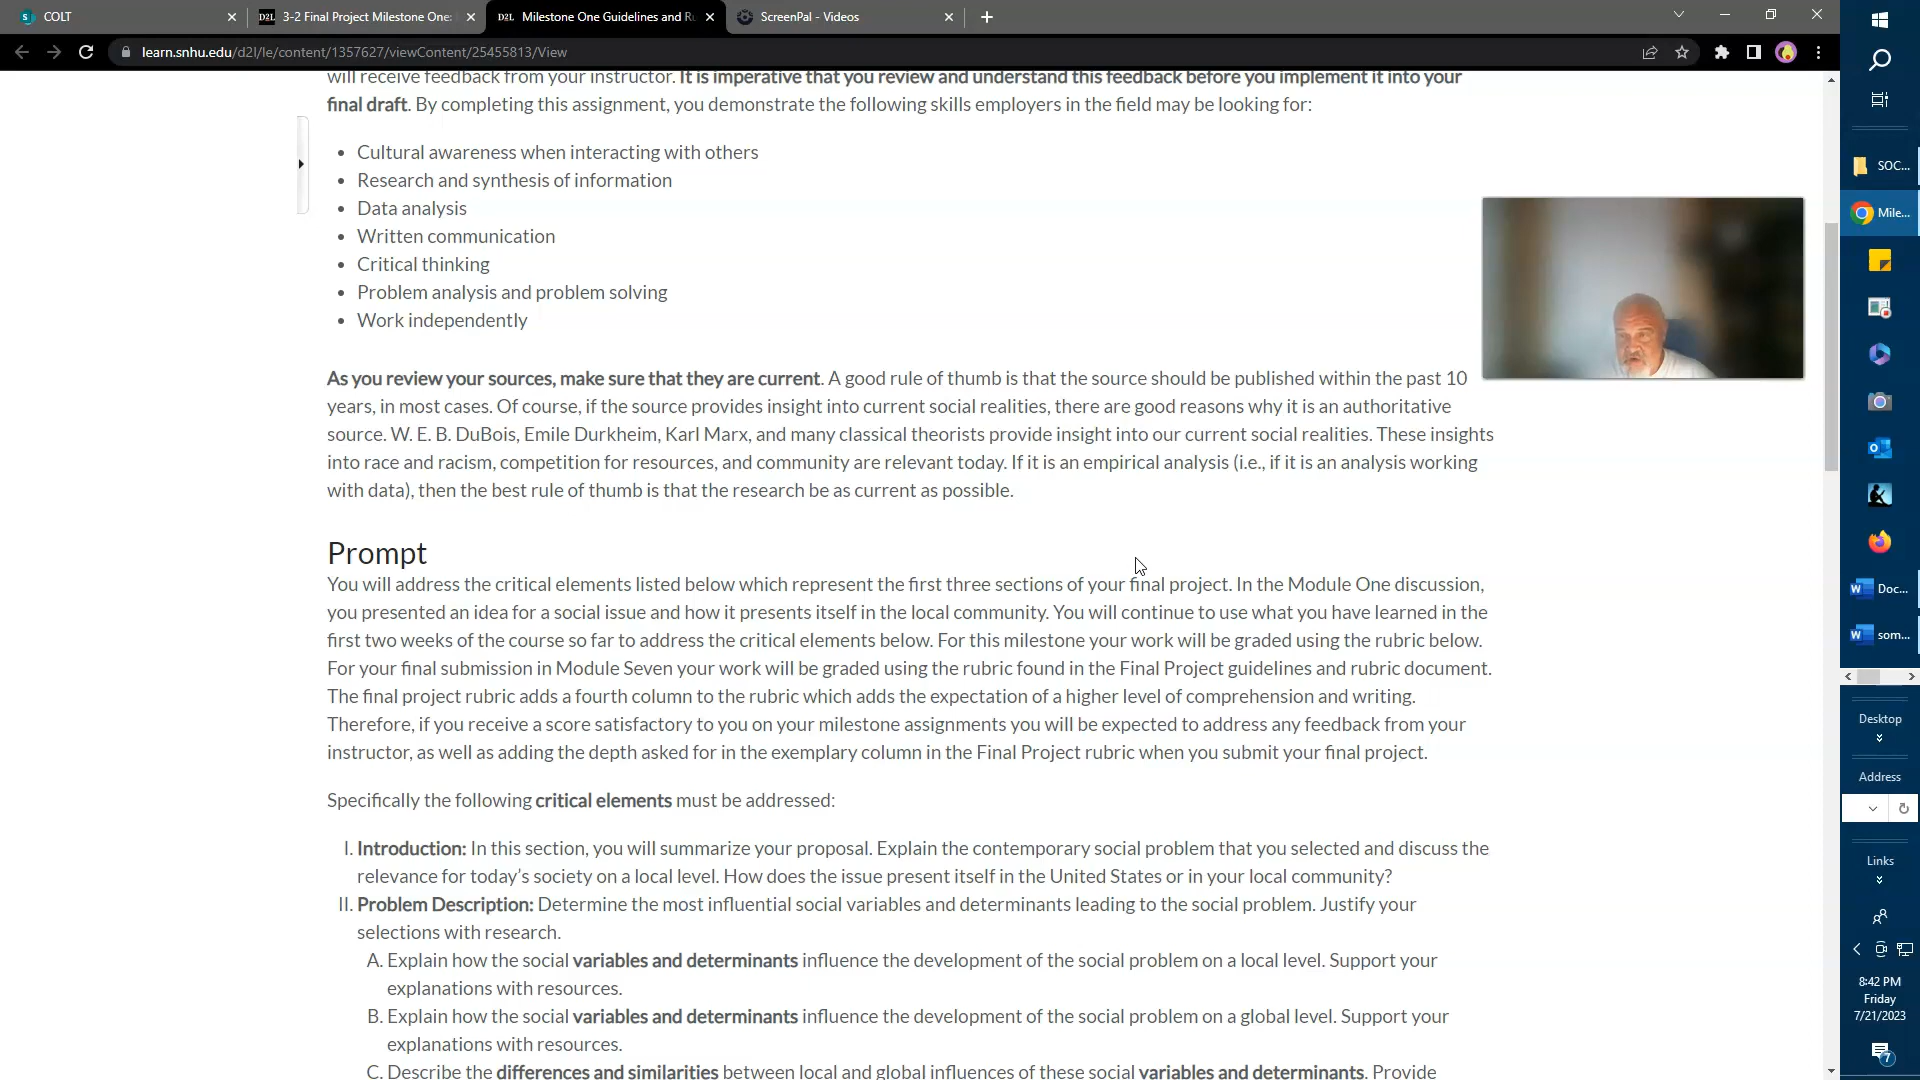 COLT
D2L 3-2 Final Project Milestone One:
D2L Milestone One Guidelines and Ru
ScreenPal - Videos
learn.snhu.edu/d2l/le/content/1357627/viewContent/25455813/View
will receive feedback from your instructor. It is imperative that you review and understand this feedback before you implement it into your
final draft. By completing this assignment, you demonstrate the following skills employers in the field may be looking for:
• Cultural awareness when interacting with others
• Research and synthesis of information
• Data analysis
• Written communication
• Critical thinking
• Problem analysis and problem solving
• Work independently
As you review your sources, make sure that they are current. A good rule of thumb is that the source should be published within the past 10
years, in most cases. Of course, if the source provides insight into current social realities, there are good reasons why it is an authoritative
source. W. E. B. DuBois, Emile Durkheim, Karl Marx, and many classical theorists provide insight into our current social realities. These insights
into race and racism, competition for resources, and community are relevant today. If it is an empirical analysis (i.e., if it is an analysis working
with data), then the best rule of thumb is that the research be as current as possible.
Prompt
You will address the critical elements listed below which represent the first three sections of your final project. In the Module One discussion,
you presented an idea for a social issue and how it presents itself in the local community. You will continue to use what you have learned in the
first two weeks of the course so far to address the critical elements below. For this milestone your work will be graded using the rubric below.
For your final submission in Module Seven your work will be graded using the rubric found in the Final Project guidelines and rubric document.
The final project rubric adds a fourth column to the rubric which adds the expectation of a higher level of comprehension and writing.
Therefore, if you receive a score satisfactory to you on your milestone assignments you will be expected to address any feedback from your
instructor, as well as adding the depth asked for in the exemplary column in the Final Project rubric when you submit your final project.
Specifically the following critical elements must be addressed:
I. Introduction: In this section, you will summarize your proposal. Explain the contemporary social problem that you selected and discuss the
relevance for today's society on a local level. How does the issue present itself in the United States or in your local community?
II. Problem Description: Determine the most influential social variables and determinants leading to the social problem. Justify your
selections with research.
A. Explain how the social variables and determinants influence the development of the social problem on a local level. Support your
explanations with resources.
B. Explain how the social variables and determinants influence the development of the social problem on a global level. Support your
explanations with resources.
C. Describe the differences and similarities between local and global influences of these social variables and determinants. Provide
SOC...
Mile...
Doc...
som...
Desktop
Address
Links
8:42 PM
Friday
7/21/2023
7